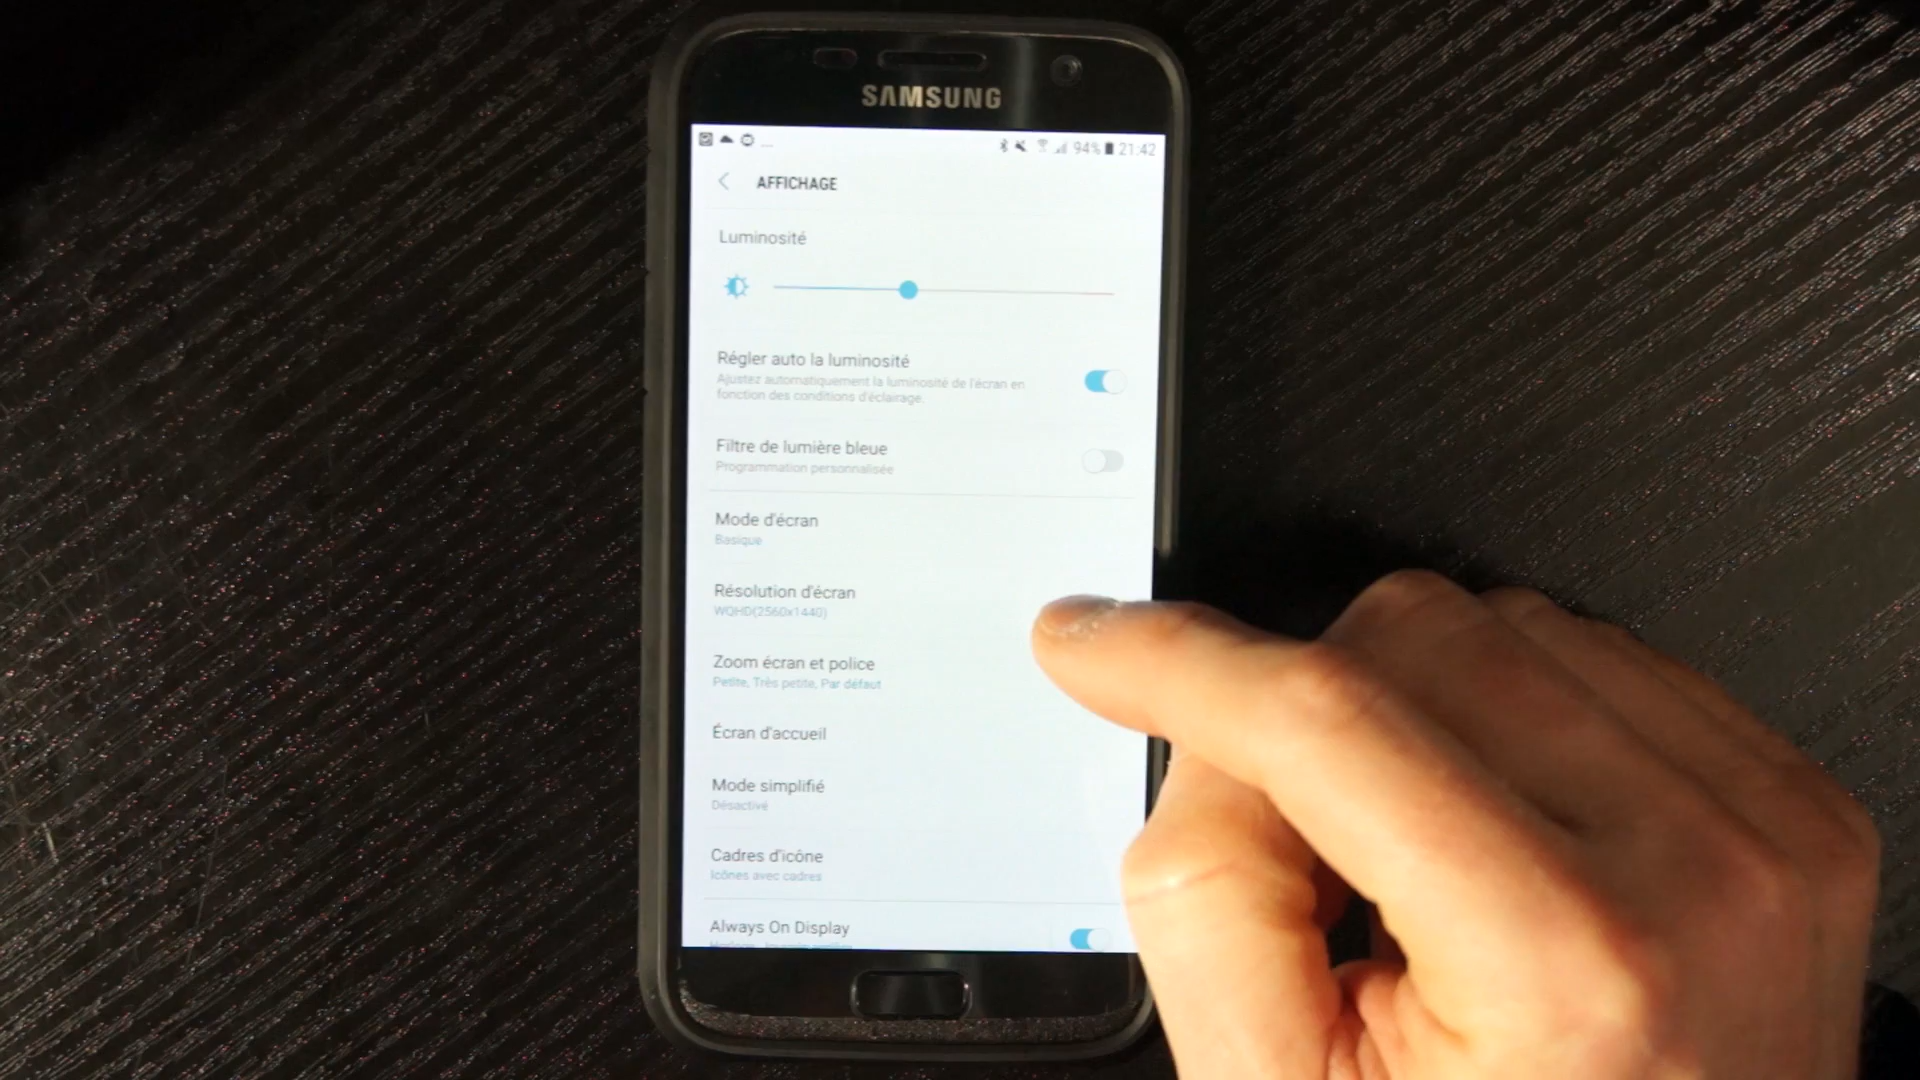 SAMSUNG
94% 21:42
AFFICHAGE
Luminosité
Régler auto la luminosité
Ajustez automatiquement la luminosité de l'écran en
fonction des conditions d'éclairage.
Filtre de lumière bleue
Programmation personnalisée
Mode d'écran
Basique
Résolution d'écran
WQHD(2560x1440)
Zoom écran et police
Petite, Très petite, Par défaut
Écran d'accueil
Mode simplifié
Désactivé
Cadres d'icône
Icônes avec cadres
Always On Display